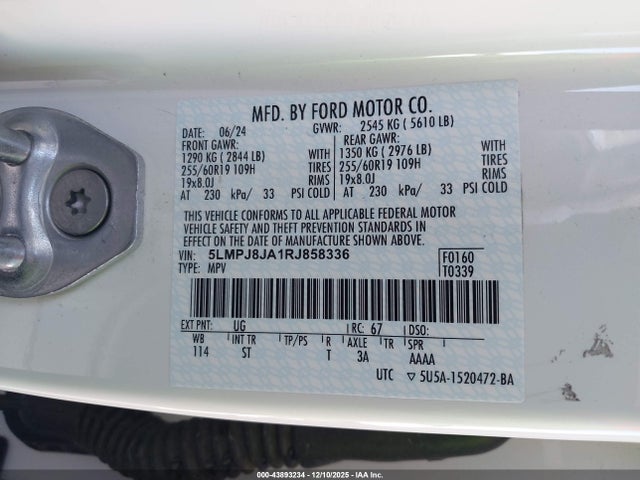 MFD. BY FORD MOTOR CO.
DATE: 06/24 GVWR: 2545 KG ( 5610 LB)
FRONT GAWR: REAR GAWR:
1290 KG ( 2844 LB) WITH 1350 KG ( 2976 LB) WITH
255/60R19 109H TIRES 255/60R19 109H TIRES
19x8.0J RIMS 19x8.0J RIMS
AT 230 kPa/ 33 PSI COLD AT 230 kPa/ 33 PSI COLD
THIS VEHICLE CONFORMS TO ALL APPLICABLE FEDERAL MOTOR
VEHICLE SAFETY AND BUMPER AND THEFT PREVENTION STANDARDS IN
EFFECT ON THE DATE OF MANUFACTURE SHOWN ABOVE.
VIN: 5LMPJ8JA1RJ858336 F0160
TYPE: MPV T0339
EXT PNT: UG RC: 67 DSO:
WB INT TR TP/PS R AXLE TR SPR
114 ST T 3A AAAA
UTC ▽ 5U5A-1520472-BA
000-43893234 - 12/10/2025 - IAA Inc.